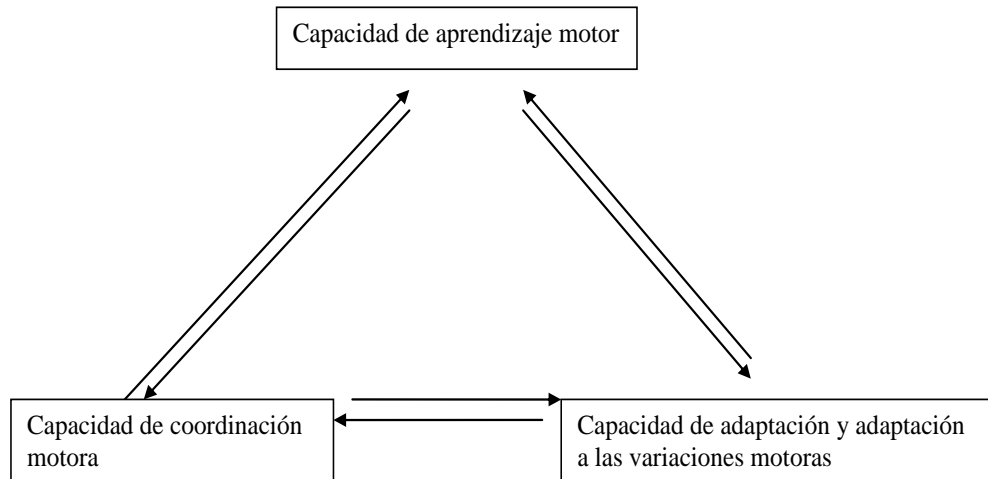 Capacidad de aprendizaje motor
Capacidad de coordinación
motora
Capacidad de adaptación y adaptación
a las variaciones motoras